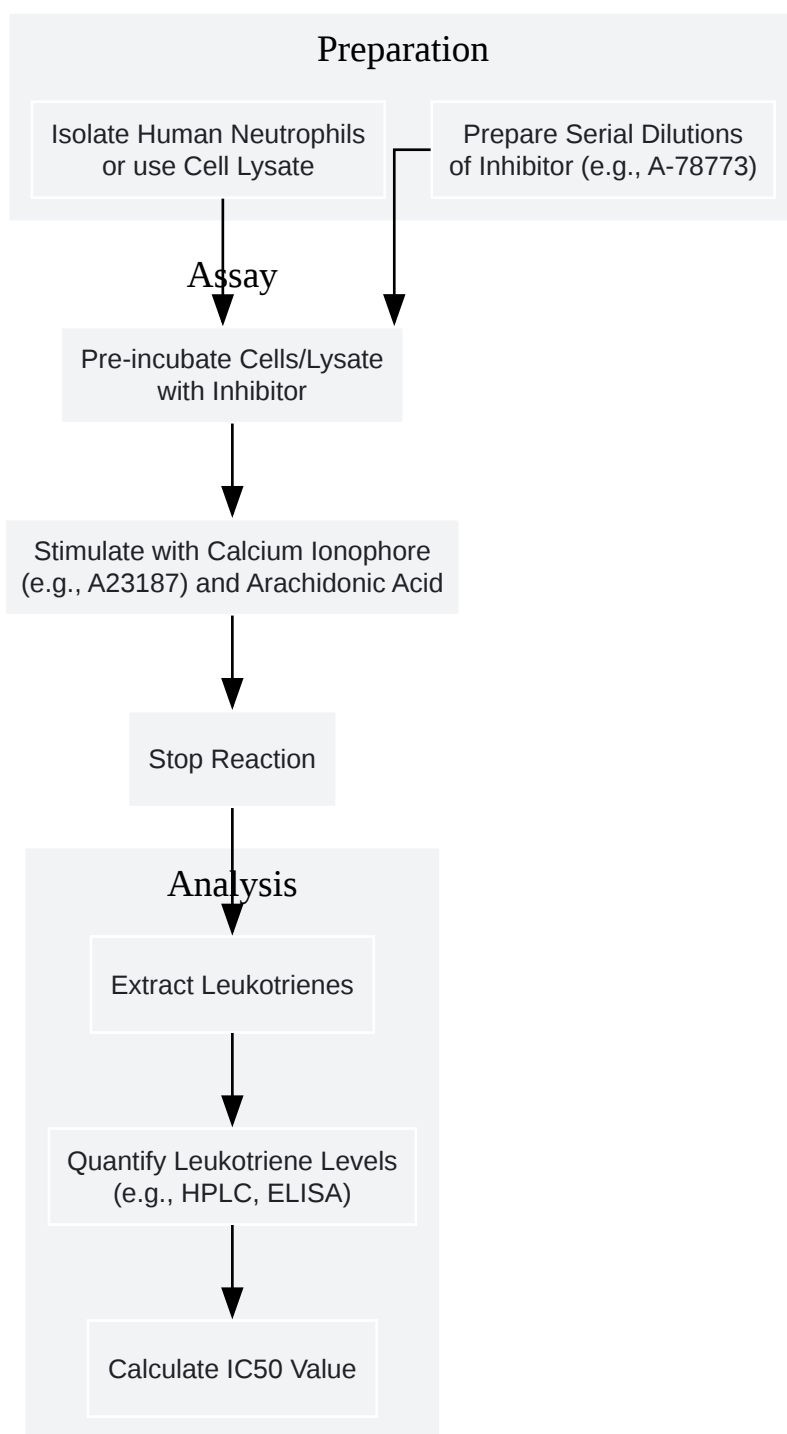 Preparation
Isolate Human Neutrophils
or use Cell Lysate
Prepare Serial Dilutions
of Inhibitor (e.g., A-78773)
Assay
Pre-incubate Cells/Lysate
with Inhibitor
Stimulate with Calcium Ionophore
(e.g., A23187) and Arachidonic Acid
Stop Reaction
Analysis
Extract Leukotrienes
Quantify Leukotriene Levels
(e.g., HPLC, ELISA)
Calculate IC50 Value